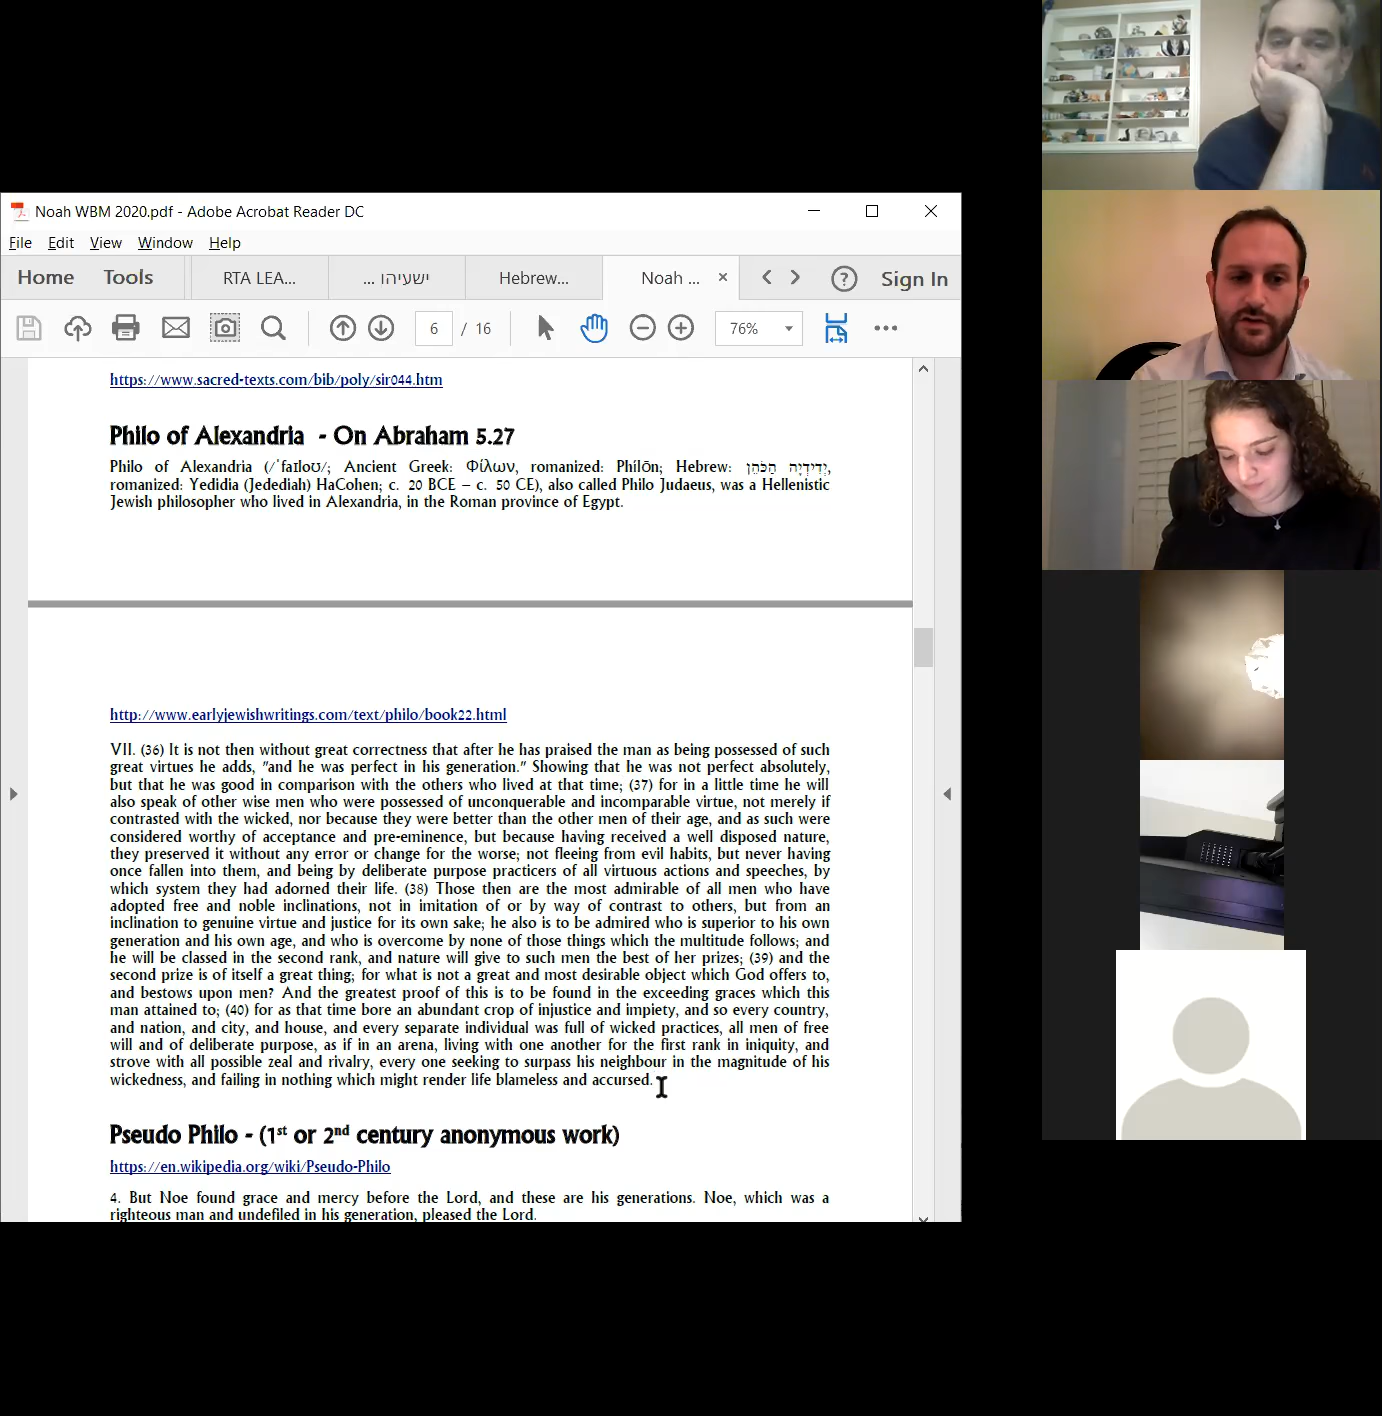 Noah WBM 2020.pdf - Adobe Acrobat Reader DC
File Edit View Window Help
Home Tools RTA LEA... ישעיהו ... Hebrew... Noah ... Sign In
6 / 16 76%
https://www.sacred-texts.com/bib/poly/sir044.htm
Philo of Alexandria - On Abraham 5.27
Philo of Alexandria (/ˈfaɪloʊ/; Ancient Greek: Φίλων, romanized: Phílōn; Hebrew: יְדִידְיָה הַכֹּהֵן,
romanized: Yedidia (Jedediah) HaCohen; c. 20 BCE – c. 50 CE), also called Philo Judaeus, was a Hellenistic
Jewish philosopher who lived in Alexandria, in the Roman province of Egypt.
http://www.earlyjewishwritings.com/text/philo/book22.html
VII. (36) It is not then without great correctness that after he has praised the man as being possessed of such
great virtues he adds, "and he was perfect in his generation." Showing that he was not perfect absolutely,
but that he was good in comparison with the others who lived at that time; (37) for in a little time he will
also speak of other wise men who were possessed of unconquerable and incomparable virtue, not merely if
contrasted with the wicked, nor because they were better than the other men of their age, and as such were
considered worthy of acceptance and pre-eminence, but because having received a well disposed nature,
they preserved it without any error or change for the worse; not fleeing from evil habits, but never having
once fallen into them, and being by deliberate purpose practicers of all virtuous actions and speeches, by
which system they had adorned their life. (38) Those then are the most admirable of all men who have
adopted free and noble inclinations, not in imitation of or by way of contrast to others, but from an
inclination to genuine virtue and justice for its own sake; he also is to be admired who is superior to his own
generation and his own age, and who is overcome by none of those things which the multitude follows; and
he will be classed in the second rank, and nature will give to such men the best of her prizes; (39) and the
second prize is of itself a great thing; for what is not a great and most desirable object which God offers to,
and bestows upon men? And the greatest proof of this is to be found in the exceeding graces which this
man attained to; (40) for as that time bore an abundant crop of injustice and impiety, and so every country,
and nation, and city, and house, and every separate individual was full of wicked practices, all men of free
will and of deliberate purpose, as if in an arena, living with one another for the first rank in iniquity, and
strove with all possible zeal and rivalry, every one seeking to surpass his neighbour in the magnitude of his
wickedness, and failing in nothing which might render life blameless and accursed.
Pseudo Philo - (1st or 2nd century anonymous work)
https://en.wikipedia.org/wiki/Pseudo-Philo
4. But Noe found grace and mercy before the Lord, and these are his generations. Noe, which was a
righteous man and undefiled in his generation, pleased the Lord.